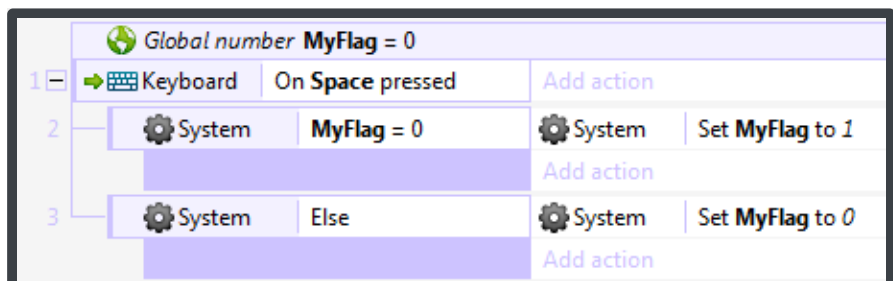 Global number MyFlag = 0
1 Keyboard On Space pressed Add action
2 System MyFlag = 0 System Set MyFlag to 1
Add action
3 System Else System Set MyFlag to 0
Add action